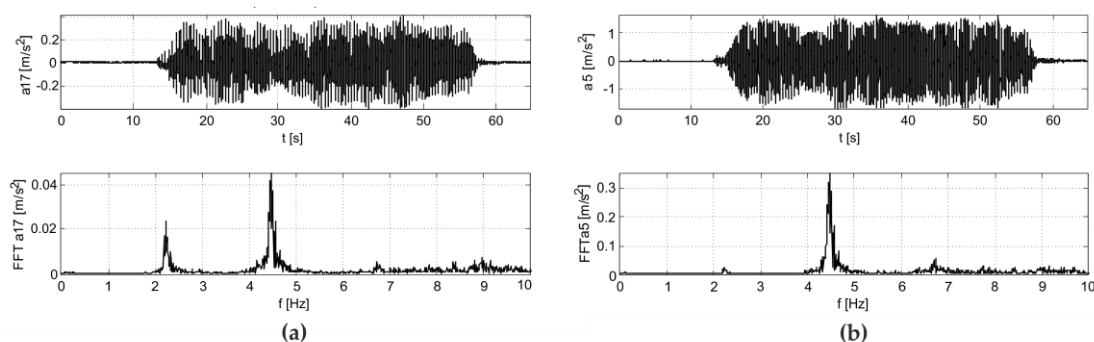 a17 [m/s²]
0.2
0
-0.2
0 10 20 30 40 50 60
t [s]
FFT a17 [m/s²]
0.04
0.02
0
0 1 2 3 4 5 6 7 8 9 10
f [Hz]
(a)
a5 [m/s²]
1
0
-1
0 10 20 30 40 50 60
t [s]
FFTa5 [m/s²]
0.3
0.2
0.1
0
0 1 2 3 4 5 6 7 8 9 10
f [Hz]
(b)